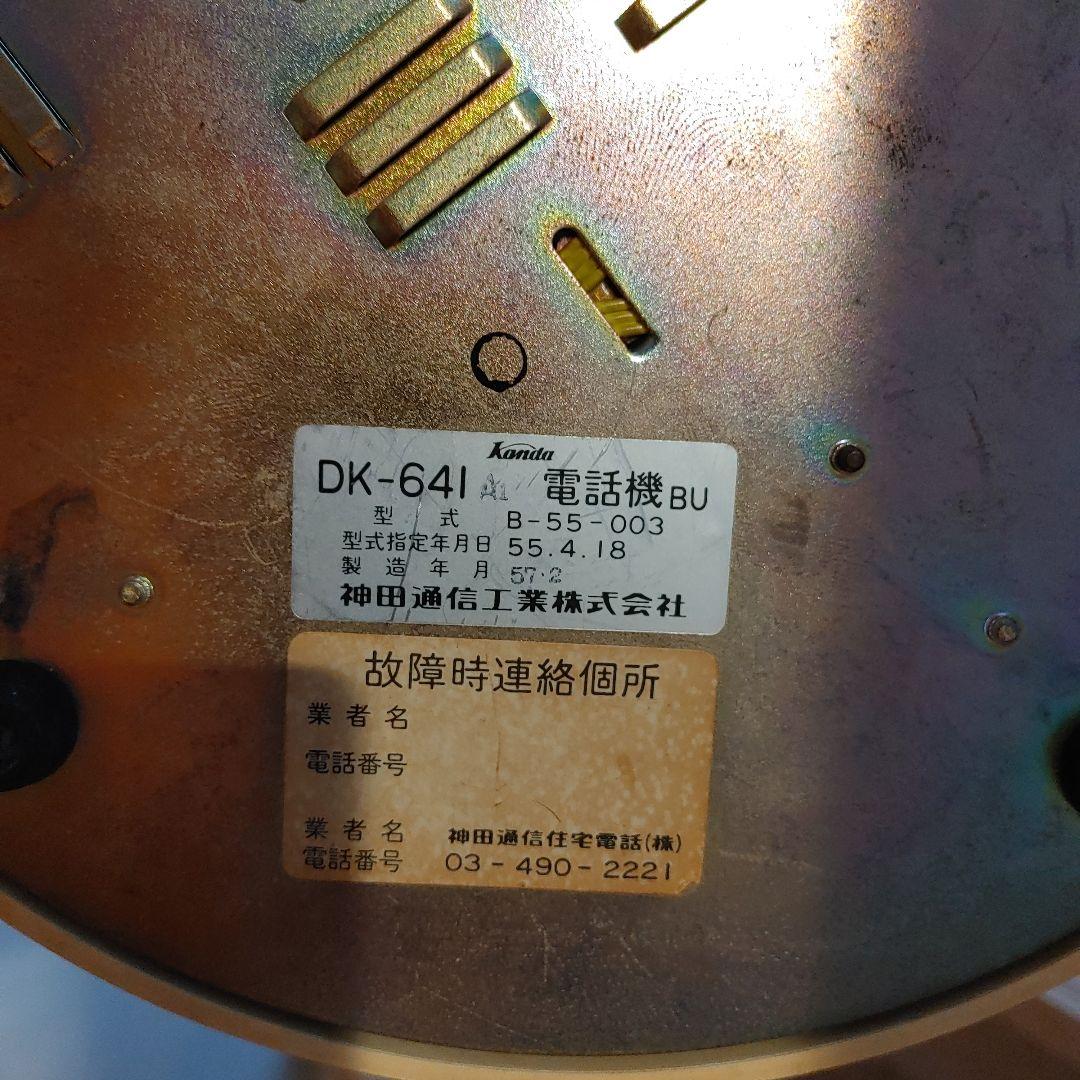 Kanda
DK-641 A1 電話機 BU
型式 B-55-003
型式指定年月日 55.4.18
製造年月 57.2
神田通信工業株式会社
故障時連絡個所
業者名
電話番号
業者名 神田通信住宅電話(株)
電話番号 03-490-2221